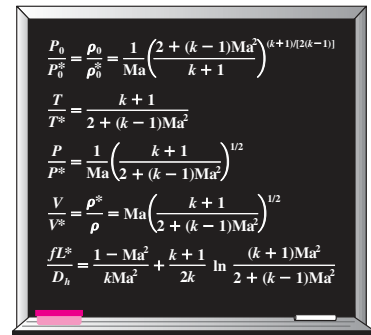 P₀/P₀* = ρ₀/ρ₀* = 1/Ma ((2 + (k − 1)Ma²)/(k + 1))^((k+1)/[2(k−1)])
T/T* = (k + 1)/(2 + (k − 1)Ma²)
P/P* = 1/Ma ((k + 1)/(2 + (k − 1)Ma²))^(1/2)
V/V* = ρ*/ρ = Ma((k + 1)/(2 + (k − 1)Ma²))^(1/2)
fL*/Dₕ = (1 − Ma²)/(kMa²) + (k + 1)/(2k) ln ((k + 1)Ma²)/(2 + (k − 1)Ma²)